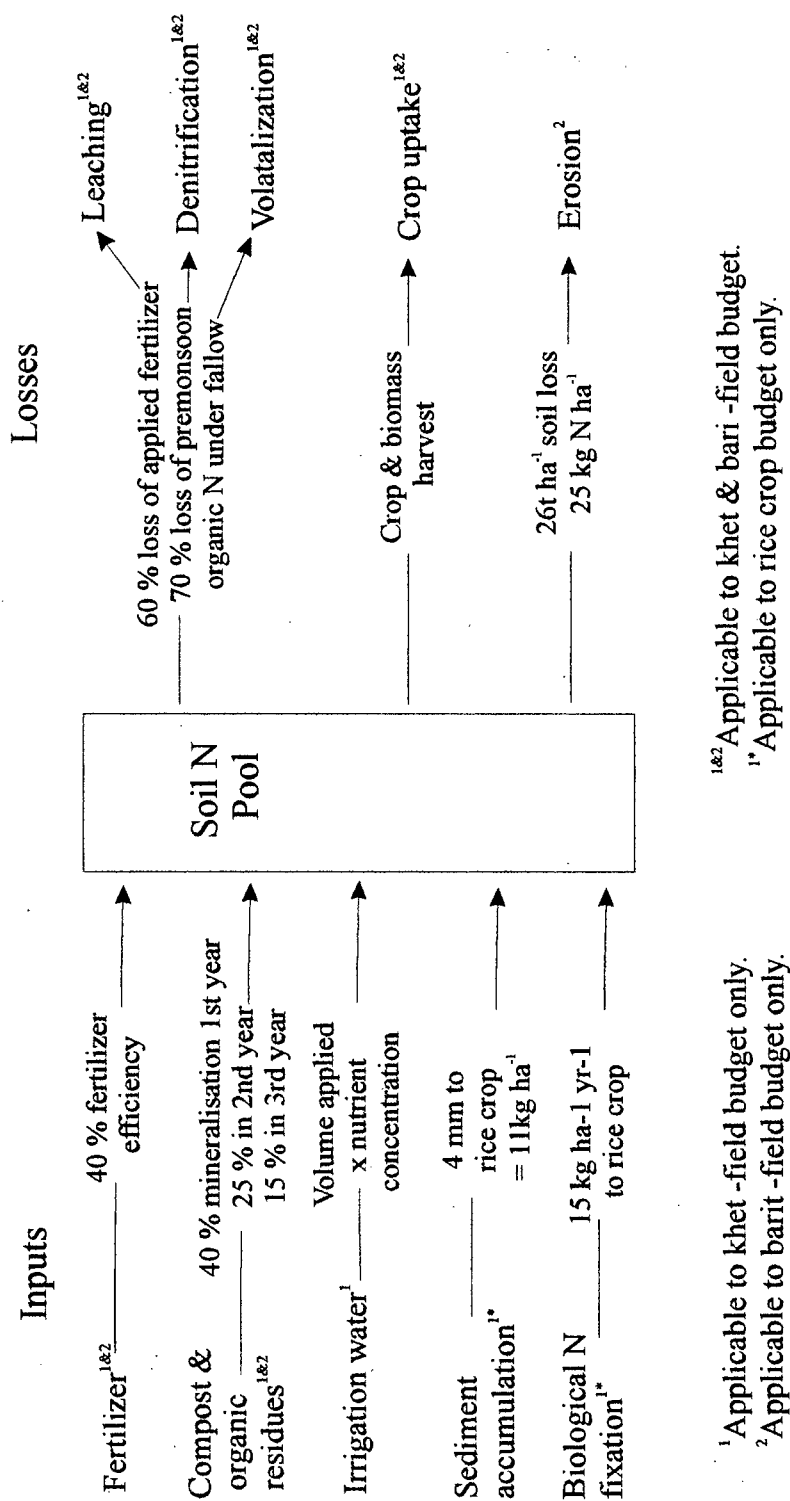 Inputs
Losses
Fertilizer1&2
40 % fertilizer
efficiency
Compost &
organic
residues1&2
40 % mineralisation 1st year
25 % in 2nd year
15 % in 3rd year
Irrigation water1
Volume applied
x nutrient
concentration
Sediment
accumulation1*
4 mm to
rice crop
= 11kg ha-1
Biological N
fixation1*
15 kg ha-1 yr-1
to rice crop
Soil N
Pool
60 % loss of applied fertilizer
70 % loss of premonsoon
organic N under fallow
Leaching1&2
Denitrification1&2
Volatalization1&2
Crop & biomass
harvest
Crop uptake1&2
26t ha-1 soil loss
25 kg N ha-1
Erosion2
1Applicable to khet -field budget only.
2Applicable to barit -field budget only.
1&2Applicable to khet & bari -field budget.
1*Applicable to rice crop budget only.